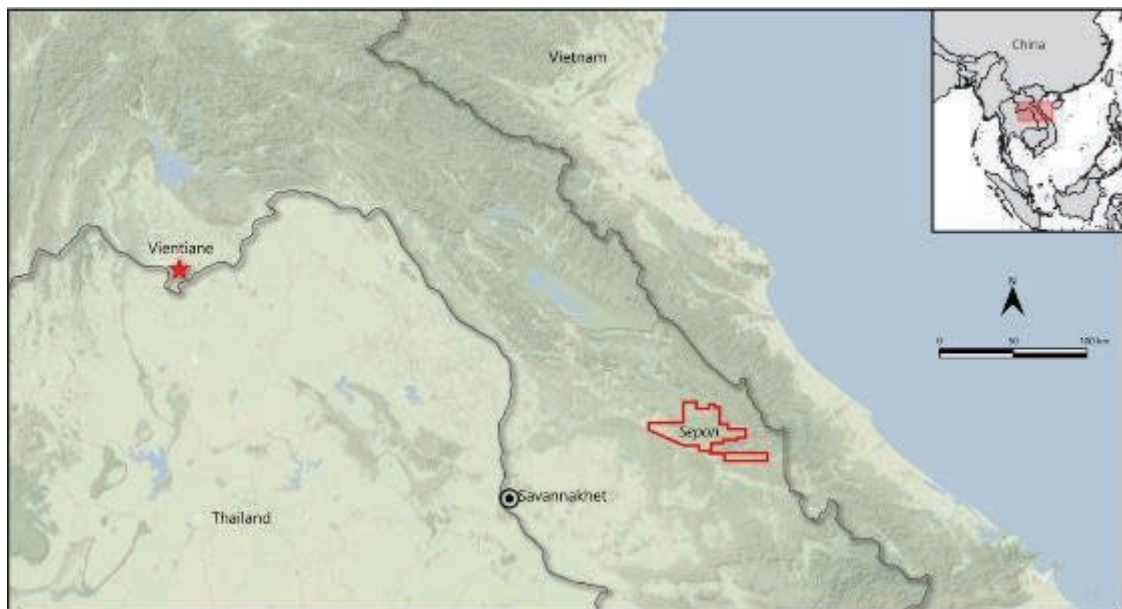 Vietnam
China
Vientiane
N
0 50 100 km
Sepon
Savannakhet
Thailand